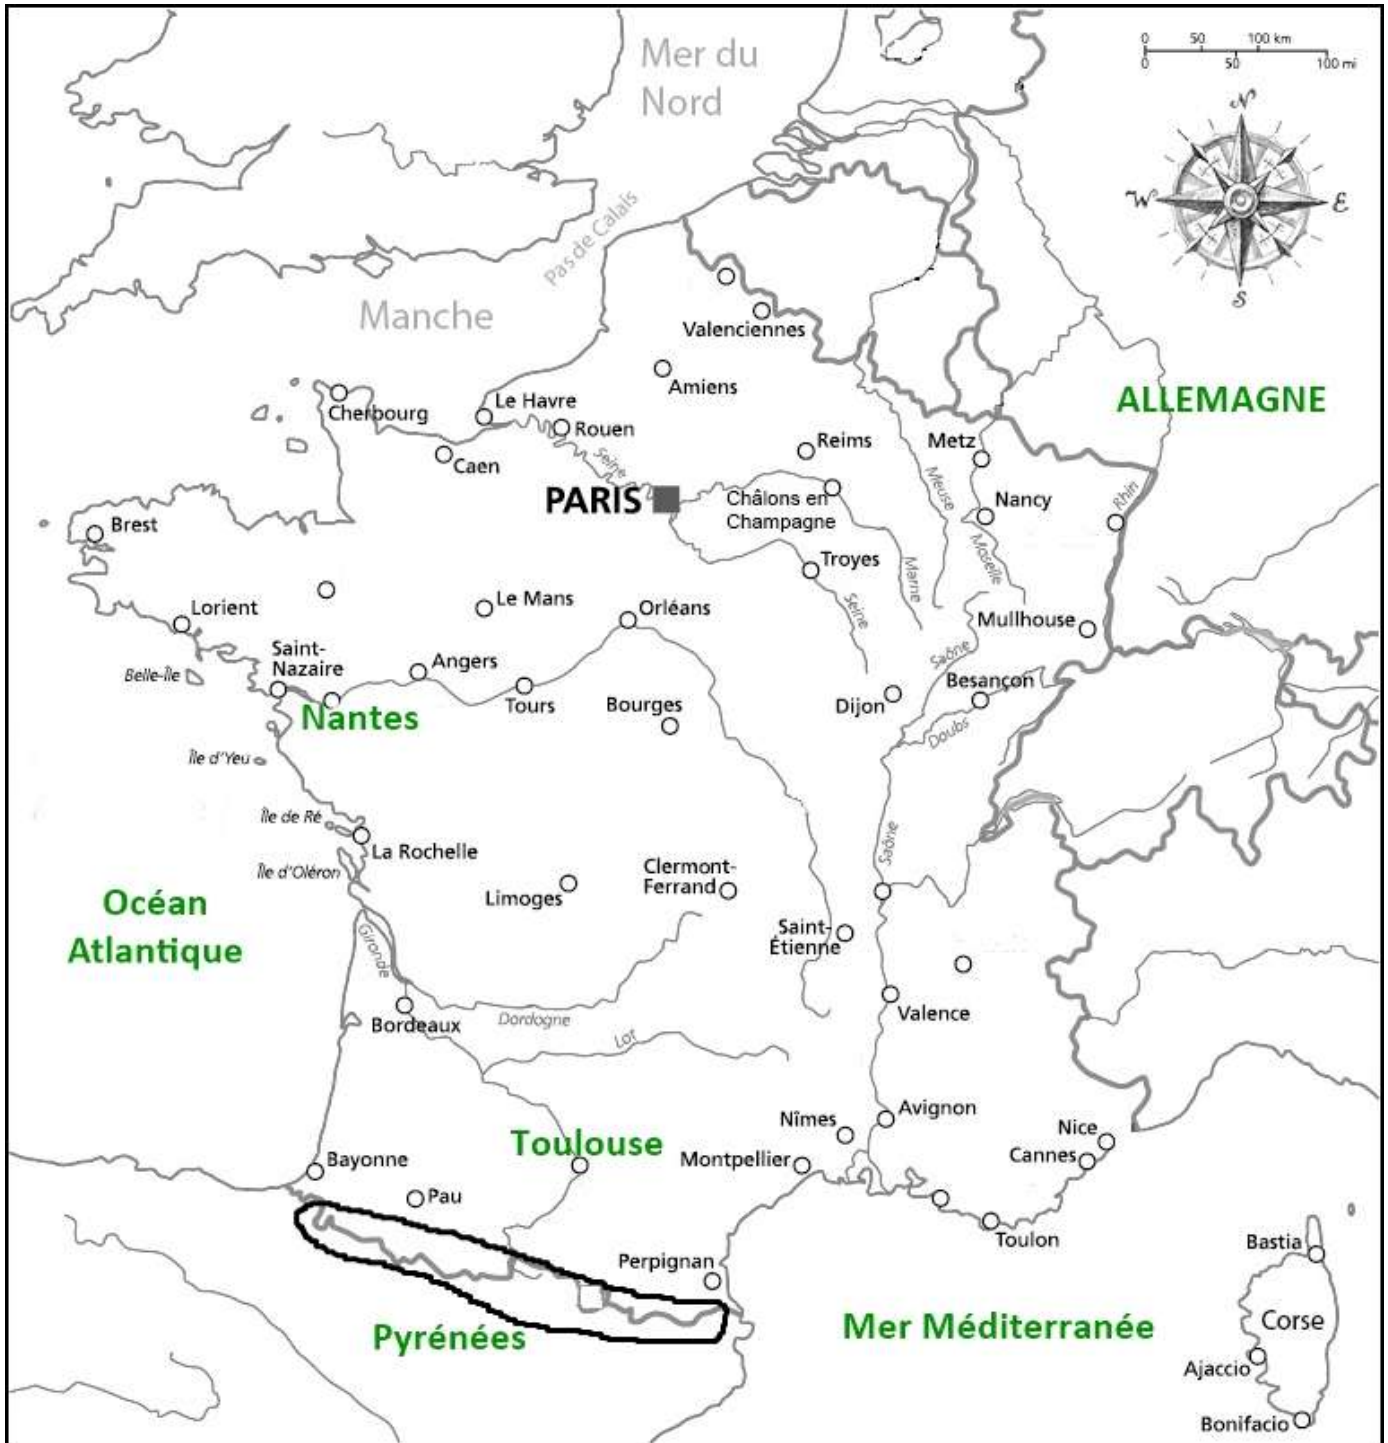 Mer du
Nord
0 50 100 km
0 50 100 mi
N
W E
S
Pas de Calais
Manche
Valenciennes
Amiens
ALLEMAGNE
Cherbourg
Le Havre
Rouen
Caen
Seine
Reims
Metz
PARIS
Châlons en
Champagne
Meuse
Nancy
Rhin
Brest
Troyes
Marne
Moselle
Lorient
Le Mans
Orléans
Seine
Mullhouse
Saint-
Nazaire
Belle-Île
Angers
Saône
Besançon
Nantes
Tours
Bourges
Dijon
Doubs
Île d'Yeu
Île de Ré
La Rochelle
Île d'Oléron
Saône
Clermont-
Ferrand
Limoges
Océan
Atlantique
Gironde
Saint-
Étienne
Bordeaux
Dordogne
Valence
Lot
Avignon
Nîmes
Nice
Toulouse
Montpellier
Cannes
Bayonne
Pau
Toulon
Perpignan
Bastia
Pyrénées
Mer Méditerranée
Corse
Ajaccio
Bonifacio